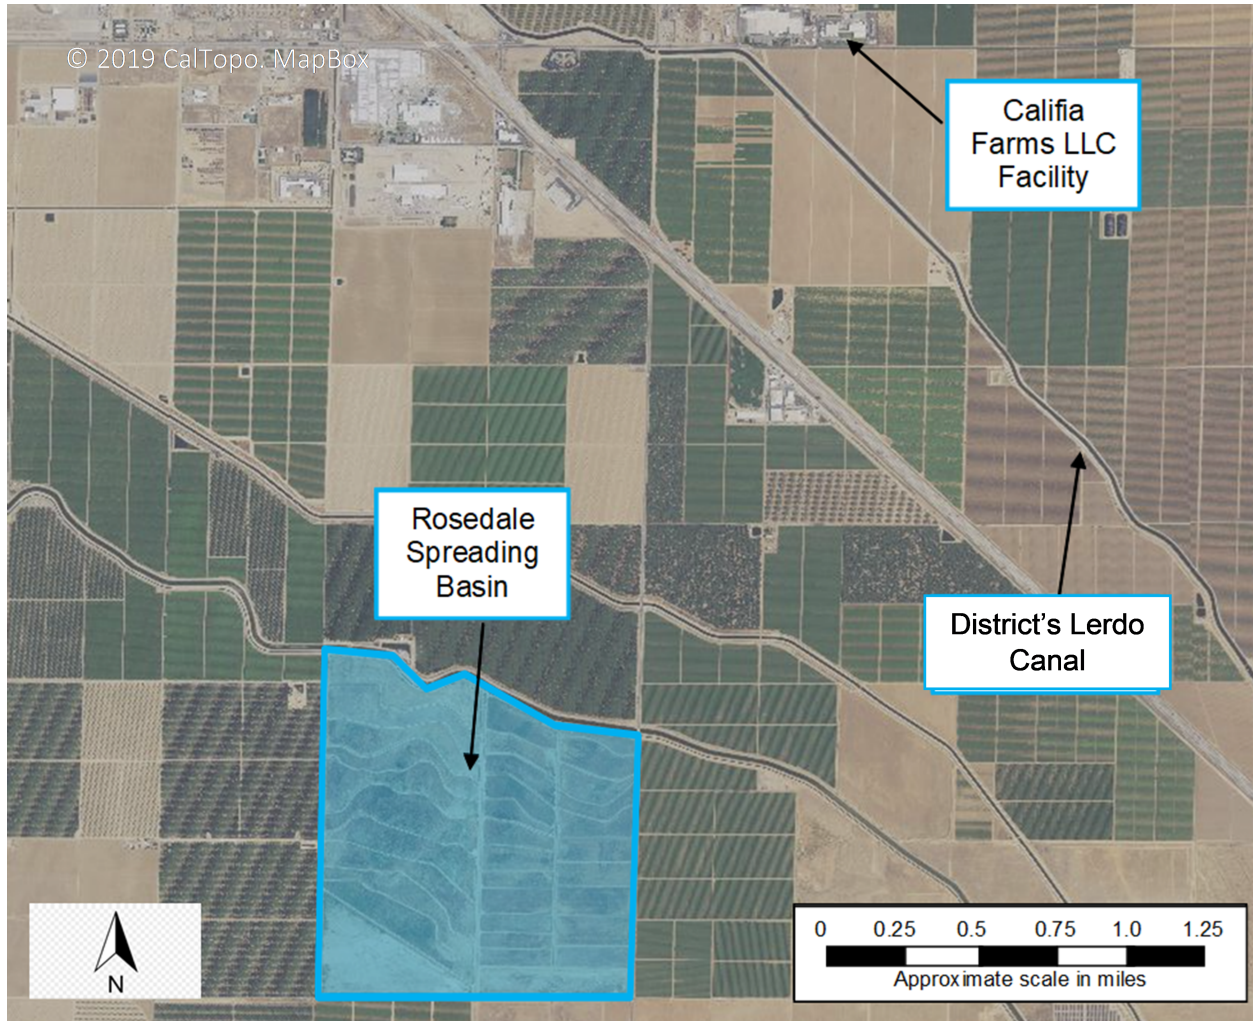 © 2019 CalTopo. MapBox
Califia
Farms LLC
Facility
Rosedale
Spreading
Basin
District's Lerdo
Canal
N
0 0.25 0.5 0.75 1.0 1.25
Approximate scale in miles